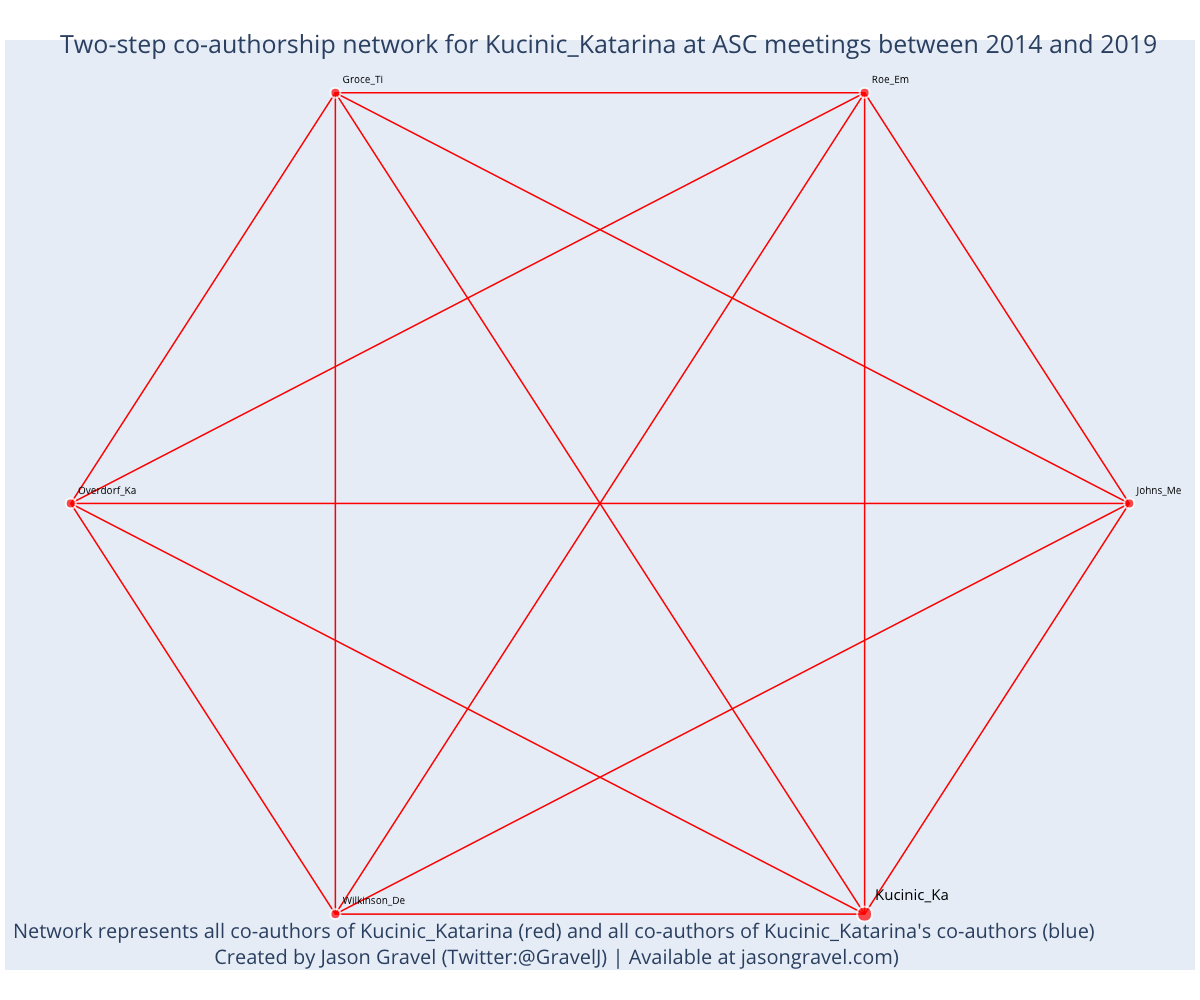 Two-step co-authorship network for Kucinic_Katarina at ASC meetings between 2014 and 2019
Groce_Ti
Roe_Em
Overdorf_Ka
Johns_Me
Wilkinson_De
Kucinic_Ka
Network represents all co-authors of Kucinic_Katarina (red) and all co-authors of Kucinic_Katarina's co-authors (blue)
Created by Jason Gravel (Twitter:@GravelJ) | Available at jasongravel.com)